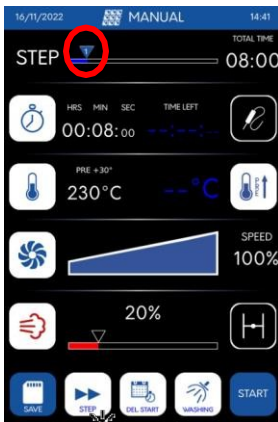 16/11/2022 MANUAL 14:41
TOTAL TIME
STEP 1 08:00
HRS MIN SEC TIME LEFT
00:08:00 --:--:--
PRE +30°
230°C --°C
SPEED
100%
20%
SAVE STEP DEL. START WASHING START